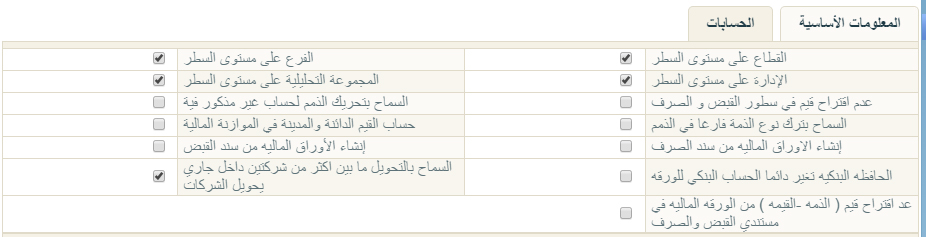 المعلومات الأساسية
الحسابات
القطاع على مستوى السطر
الفرع على مستوى السطر
الإدارة على مستوى السطر
المجموعة التحليلية على مستوى السطر
عدم اقتراح قيم في سطور القبض و الصرف
السماح بتحريك الذمم لحساب غير مذكور فية
السماح بترك نوع الذمة فارغا في الذمم
حساب القيم الدائنة والمدينة في الموازنة المالية
إنشاء الاوراق الماليه من سند الصرف
إنشاء الأوراق المالية من سند القبض
الحافظه البنكيه تغير دائما الحساب البنكي للورقه
السماح بالتحويل ما بين اكثر من شركتين داخل جاري
يحويل الشركات
عد اقتراح قيم ( الذمه -القيمه ) من الورقه الماليه في
مستندي القبض والصرف